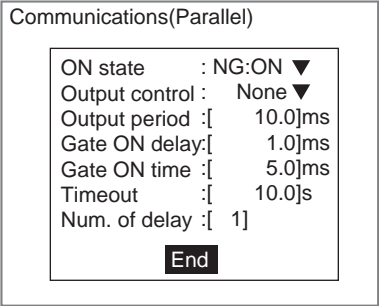 Communications(Parallel)
ON state : NG:ON ▼
Output control : None ▼
Output period :[ 10.0]ms
Gate ON delay:[ 1.0]ms
Gate ON time :[ 5.0]ms
Timeout :[ 10.0]s
Num. of delay :[ 1]
End